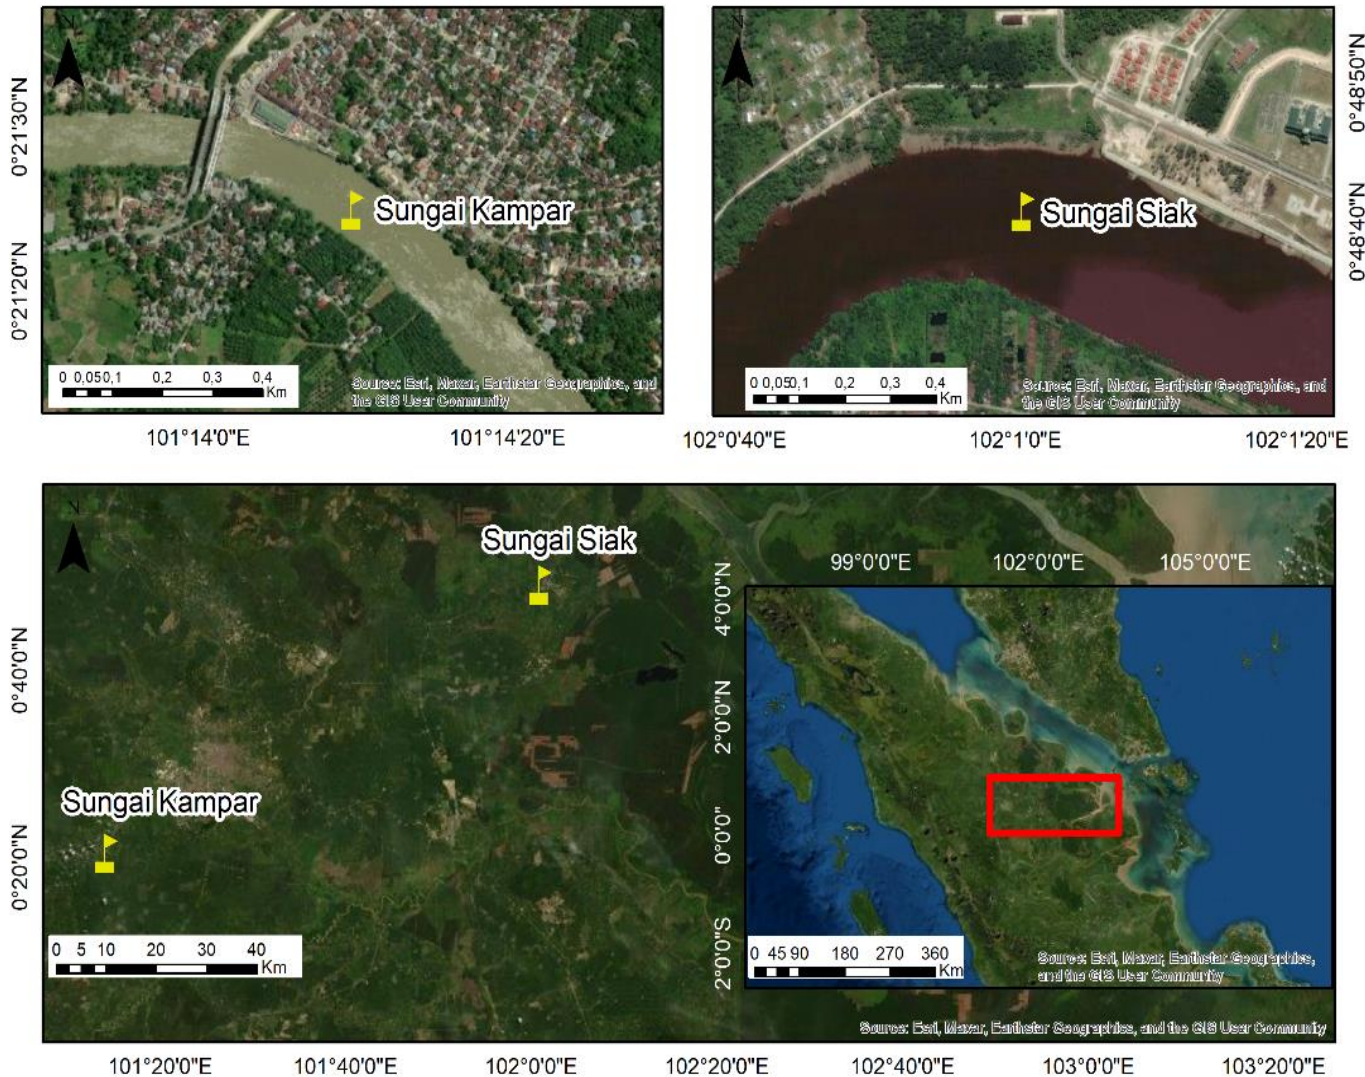 N
Sungai Kampar
0 0,050,1 0,2 0,3 0,4
Km
Source: Esri, Maxar, Earthstar Geographics, and
the GIS User Community
0°21'30"N
0°21'20"N
101°14'0"E
101°14'20"E
N
Sungai Siak
0 0,050,1 0,2 0,3 0,4
Km
Source: Esri, Maxar, Earthstar Geographics, and
the GIS User Community
0°48'50"N
0°48'40"N
102°0'40"E
102°1'0"E
102°1'20"E
N
Sungai Siak
Sungai Kampar
0°40'0"N
0°20'0"N
0 5 10 20 30 40
Km
99°0'0"E
102°0'0"E
105°0'0"E
4°0'0"N
2°0'0"N
0°0'0"
2°0'0"S
0 45 90 180 270 360
Km
Source: Esri, Maxar, Earthstar Geographics,
and the GIS User Community
Source: Esri, Maxar, Earthstar Geographics, and the GIS User Community
101°20'0"E
101°40'0"E
102°0'0"E
102°20'0"E
102°40'0"E
103°0'0"E
103°20'0"E